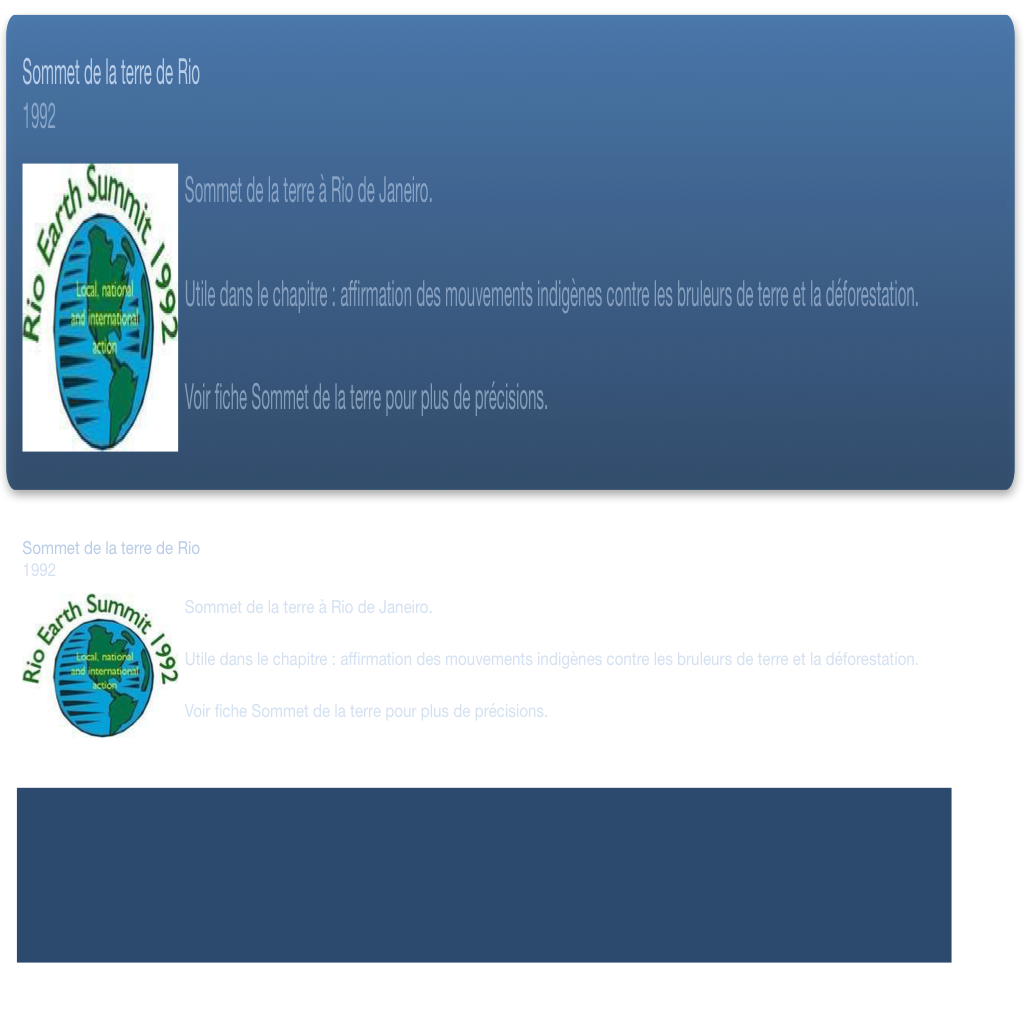 Sommet de la terre de Rio
1992
Rio Earth Summit 1992
Local, national
and international
action
Sommet de la terre à Rio de Janeiro.
Utile dans le chapitre : affirmation des mouvements indigènes contre les bruleurs de terre et la déforestation.
Voir fiche Sommet de la terre pour plus de précisions.
Sommet de la terre de Rio
1992
Rio Earth Summit 1992
Local, national
and international
action
Sommet de la terre à Rio de Janeiro.
Utile dans le chapitre : affirmation des mouvements indigènes contre les bruleurs de terre et la déforestation.
Voir fiche Sommet de la terre pour plus de précisions.